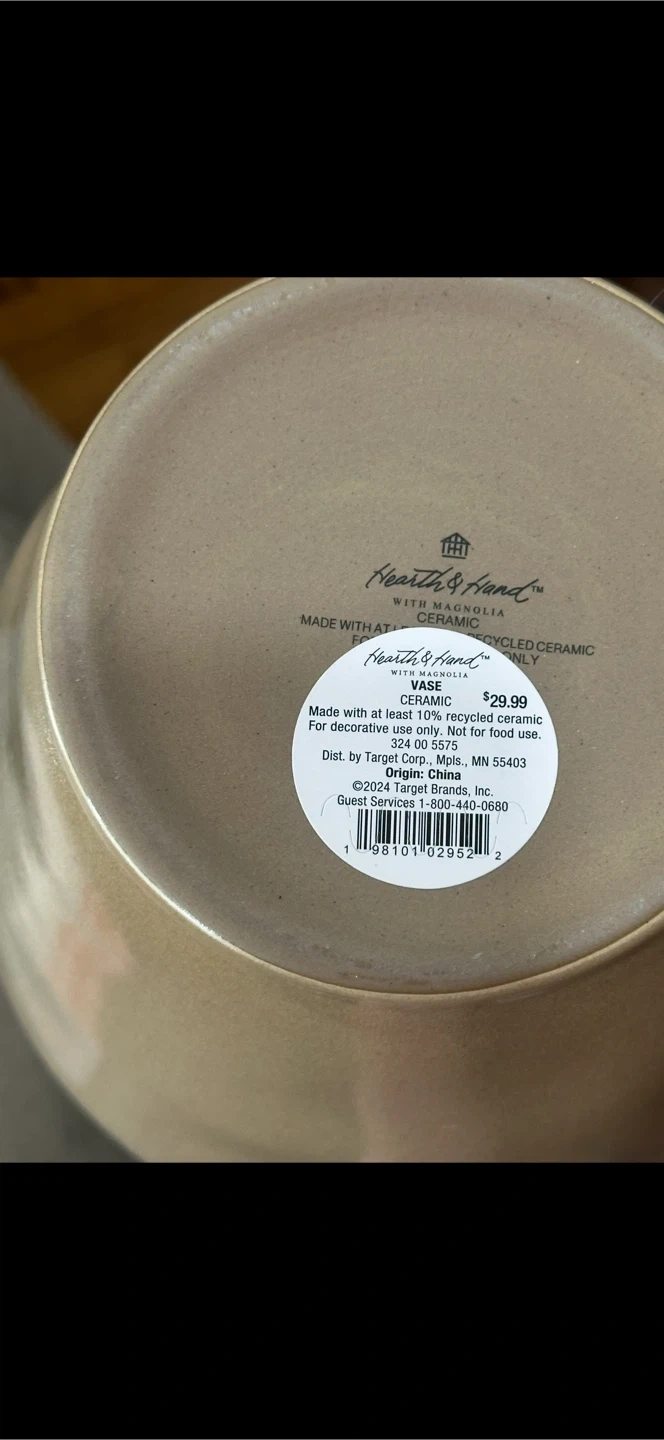 Hearth & Hand™
WITH MAGNOLIA
CERAMIC
MADE WITH AT RECYCLED CERAMIC
ONLY
Hearth & Hand™
WITH MAGNOLIA
VASE
CERAMIC $29.99
Made with at least 10% recycled ceramic
For decorative use only. Not for food use.
324 00 5575
Dist. by Target Corp., Mpls., MN 55403
Origin: China
©2024 Target Brands, Inc.
Guest Services 1-800-440-0680
1 98101 02952 2